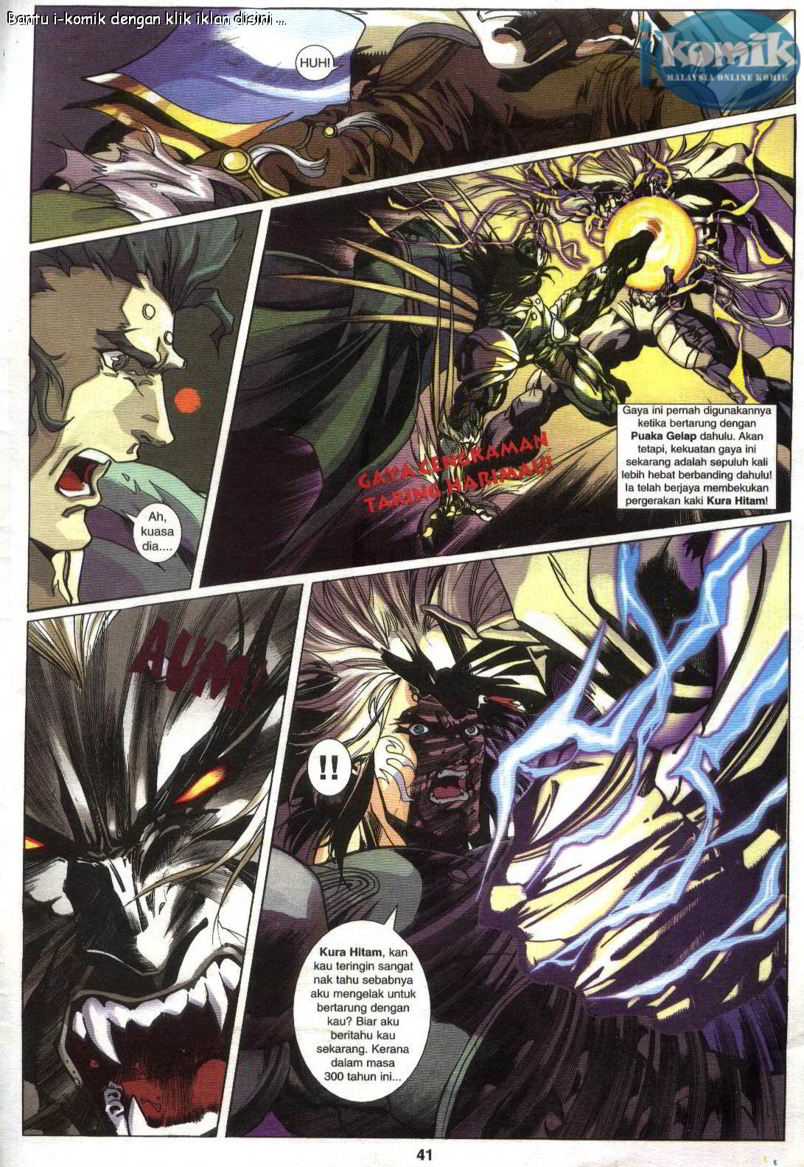 Bantu i-komik dengan klik iklan disini ...
komik
MALAYSIA ONLINE KOMIK
HUH!
GAYA CENGKAMAN
TARING HARIMAU!!
Gaya ini pernah digunakannya
ketika bertarung dengan
Puaka Gelap dahulu. Akan
tetapi, kekuatan gaya ini
sekarang adalah sepuluh kali
lebih hebat berbanding dahulu!
Ia telah berjaya membekukan
pergerakan kaki Kura Hitam!
Ah,
kuasa
dia....
AUM!
!!
Kura Hitam, kan
kau teringin sangat
nak tahu sebabnya
aku mengelak untuk
bertarung dengan
kau? Biar aku
beritahu kau
sekarang. Kerana
dalam masa
300 tahun ini...
41